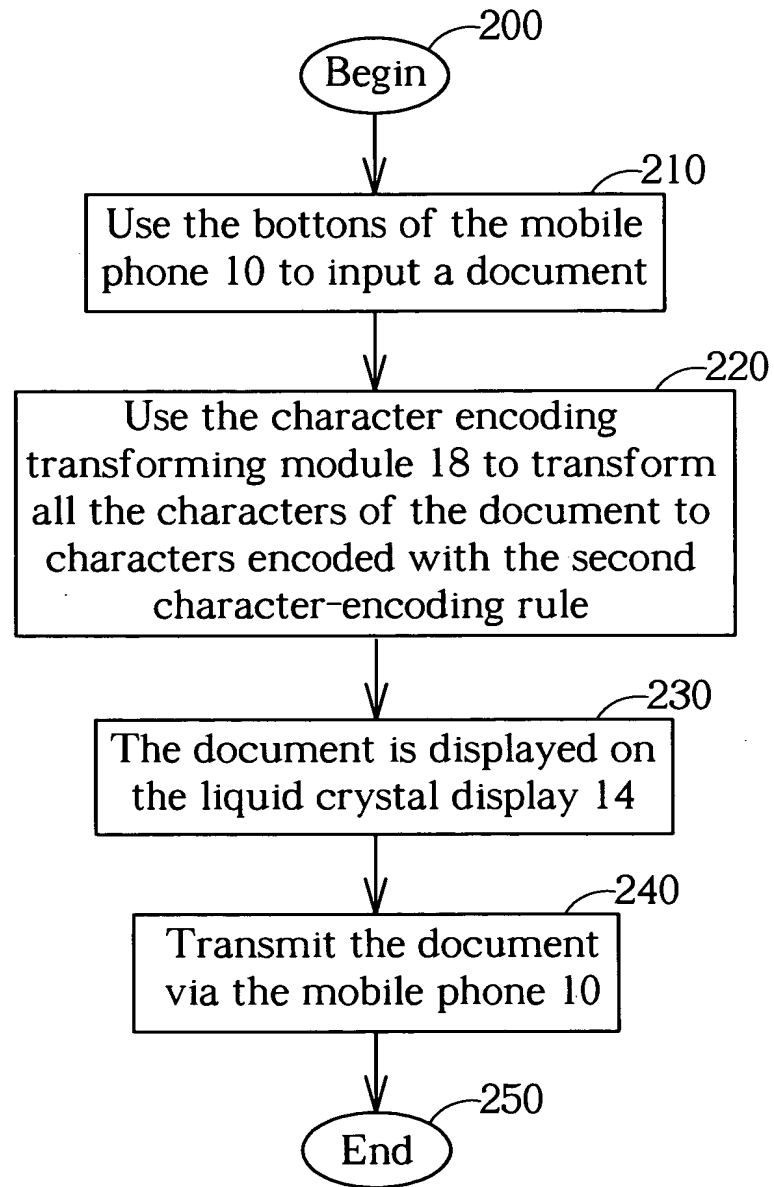 200
Begin
210
Use the bottons of the mobile
phone 10 to input a document
220
Use the character encoding
transforming module 18 to transform
all the characters of the document to
characters encoded with the second
character-encoding rule
230
The document is displayed on
the liquid crystal display 14
240
Transmit the document
via the mobile phone 10
250
End